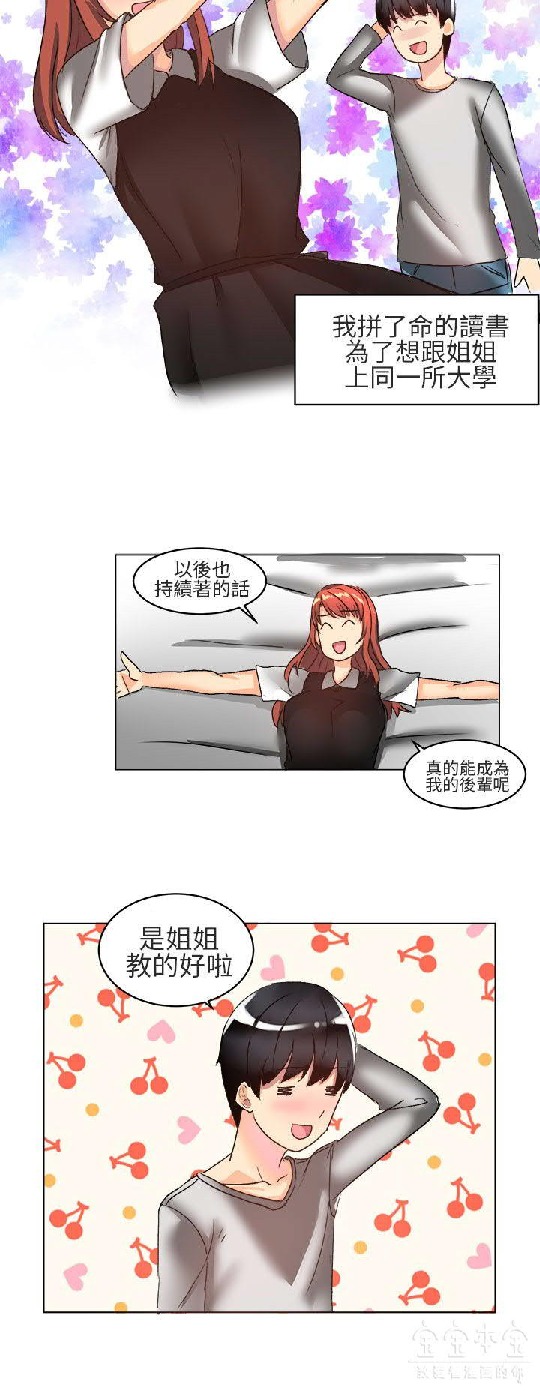 我拼了命的讀書
為了想跟姐姐
上同一所大學
以後也
持續著的話
真的能成為
我的後輩呢
是姐姐
教的好啦